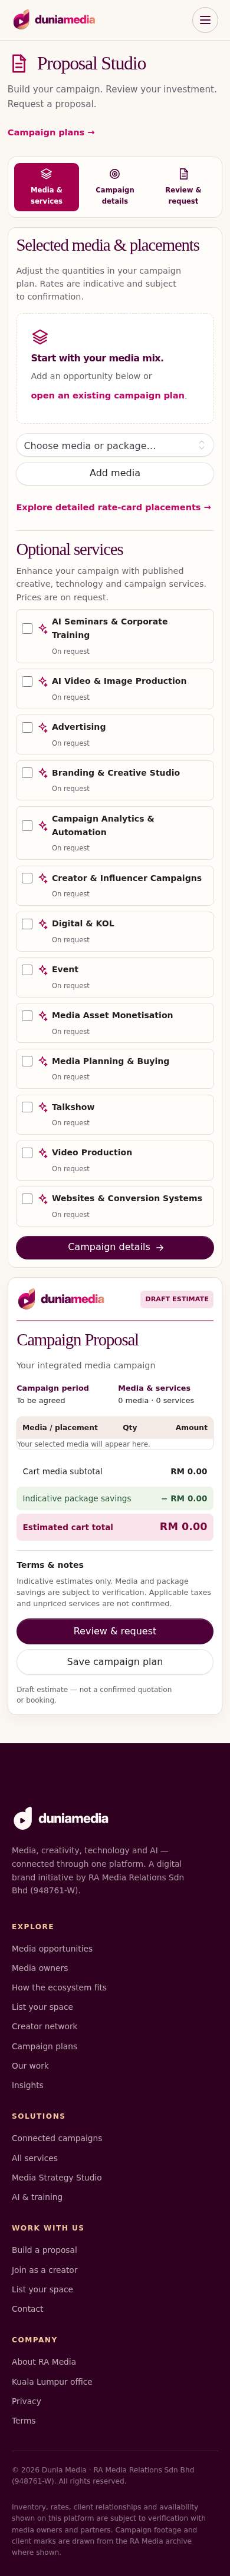 duniamedia
Proposal Studio
Build your campaign. Review your investment.
Request a proposal.
Campaign plans →
Media &
services
Campaign
details
Review &
request
Selected media & placements
Adjust the quantities in your campaign
plan. Rates are indicative and subject
to confirmation.
Start with your media mix.
Add an opportunity below or
open an existing campaign plan.
Choose media or package…
Add media
Explore detailed rate-card placements →
Optional services
Enhance your campaign with published
creative, technology and campaign services.
Prices are on request.
AI Seminars & Corporate
Training
On request
AI Video & Image Production
On request
Advertising
On request
Branding & Creative Studio
On request
Campaign Analytics &
Automation
On request
Creator & Influencer Campaigns
On request
Digital & KOL
On request
Event
On request
Media Asset Monetisation
On request
Media Planning & Buying
On request
Talkshow
On request
Video Production
On request
Websites & Conversion Systems
On request
Campaign details →
duniamedia
DRAFT ESTIMATE
Campaign Proposal
Your integrated media campaign
Campaign period
To be agreed
Media & services
0 media · 0 services
Media / placement Qty Amount
Your selected media will appear here.
Cart media subtotal RM 0.00
Indicative package savings − RM 0.00
Estimated cart total RM 0.00
Terms & notes
Indicative estimates only. Media and package
savings are subject to verification. Applicable taxes
and unpriced services are not confirmed.
Review & request
Save campaign plan
Draft estimate — not a confirmed quotation
or booking.
duniamedia
Media, creativity, technology and AI —
connected through one platform. A digital
brand initiative by RA Media Relations Sdn
Bhd (948761-W).
EXPLORE
Media opportunities
Media owners
How the ecosystem fits
List your space
Creator network
Campaign plans
Our work
Insights
SOLUTIONS
Connected campaigns
All services
Media Strategy Studio
AI & training
WORK WITH US
Build a proposal
Join as a creator
List your space
Contact
COMPANY
About RA Media
Kuala Lumpur office
Privacy
Terms
© 2026 Dunia Media · RA Media Relations Sdn Bhd
(948761-W). All rights reserved.
Inventory, rates, client relationships and availability
shown on this platform are subject to verification with
media owners and partners. Campaign footage and
client marks are drawn from the RA Media archive
where shown.